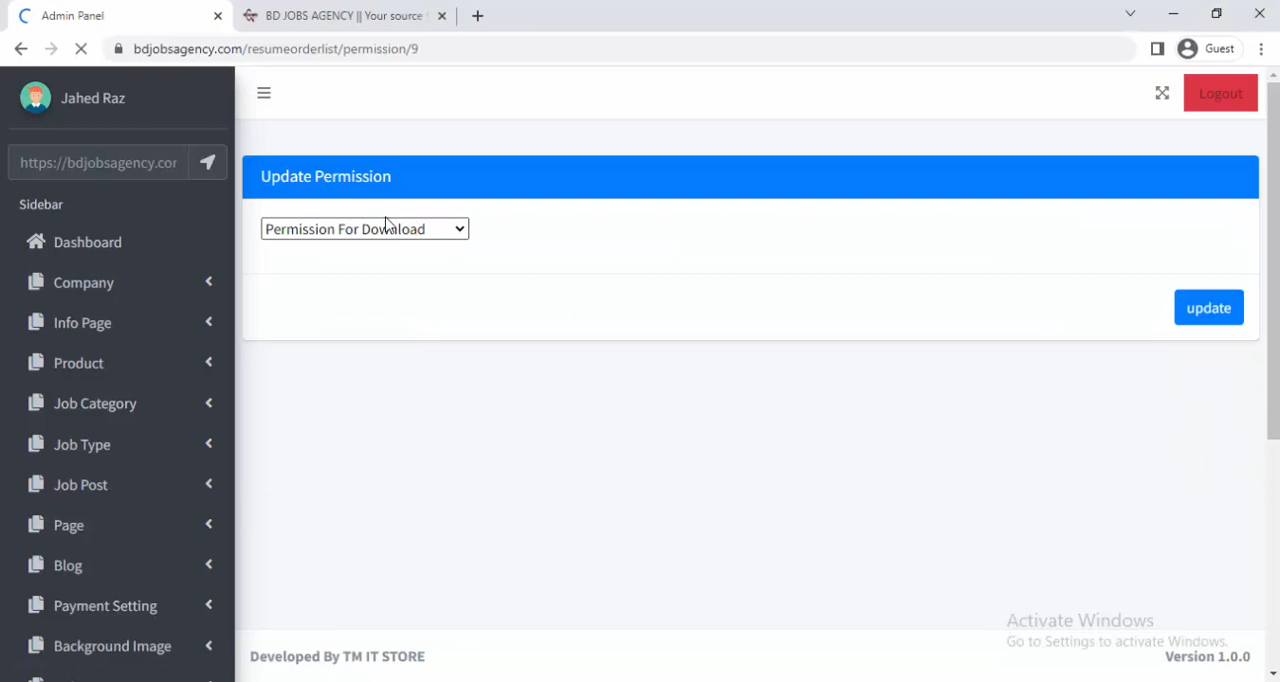 Admin Panel
BD JOBS AGENCY || Your source
bdjobsagency.com/resumeorderlist/permission/9
Guest
Jahed Raz
Logout
https://bdjobsagency.cor
Update Permission
Sidebar
Permission For Download
Dashboard
Company
Info Page
update
Product
Job Category
Job Type
Job Post
Page
Blog
Payment Setting
Background Image
Activate Windows
Go to Settings to activate Windows.
Developed By TM IT STORE
Version 1.0.0